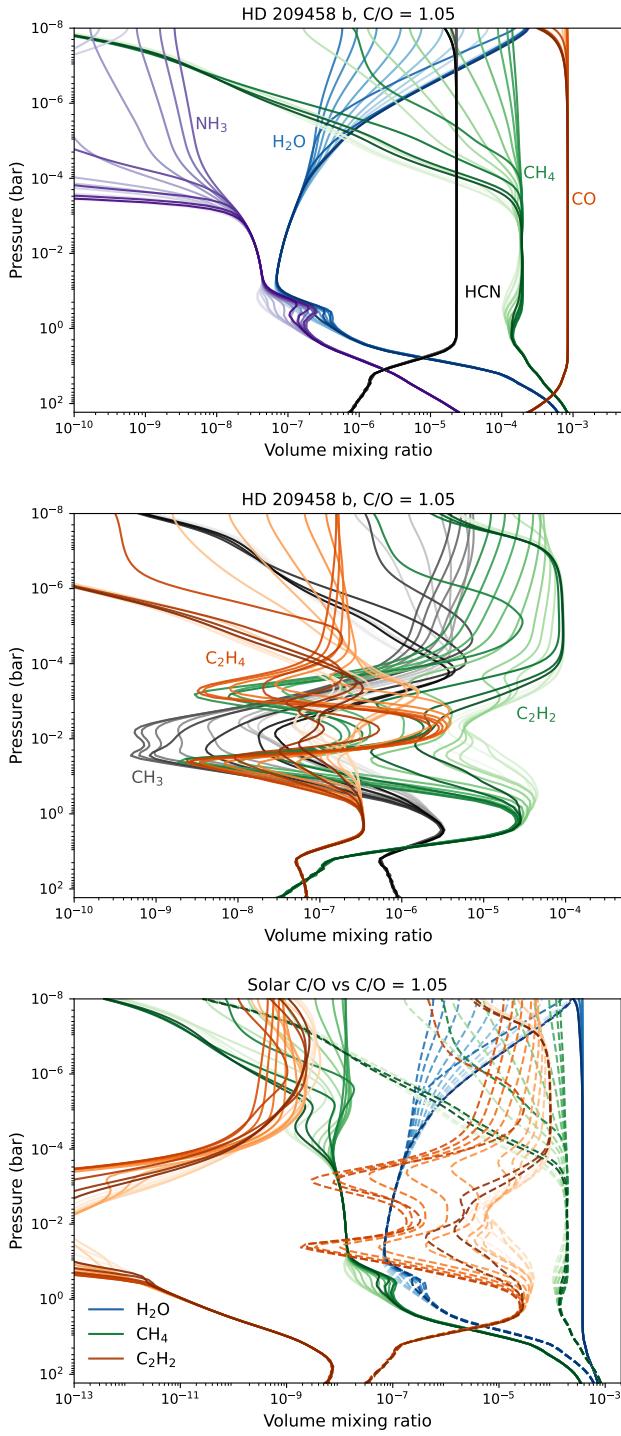 HD 209458 b, C/O = 1.05
Pressure (bar)
10⁻⁸
10⁻⁶
10⁻⁴
10⁻²
10⁰
10²
NH₃
H₂O
CH₄
CO
HCN
10⁻¹⁰ 10⁻⁹ 10⁻⁸ 10⁻⁷ 10⁻⁶ 10⁻⁵ 10⁻⁴ 10⁻³
Volume mixing ratio
HD 209458 b, C/O = 1.05
Pressure (bar)
10⁻⁸
10⁻⁶
10⁻⁴
10⁻²
10⁰
10²
C₂H₄
C₂H₂
CH₃
10⁻¹⁰ 10⁻⁹ 10⁻⁸ 10⁻⁷ 10⁻⁶ 10⁻⁵ 10⁻⁴
Volume mixing ratio
Solar C/O vs C/O = 1.05
Pressure (bar)
10⁻⁸
10⁻⁶
10⁻⁴
10⁻²
10⁰
10²
H₂O
CH₄
C₂H₂
10⁻¹³ 10⁻¹¹ 10⁻⁹ 10⁻⁷ 10⁻⁵ 10⁻³
Volume mixing ratio